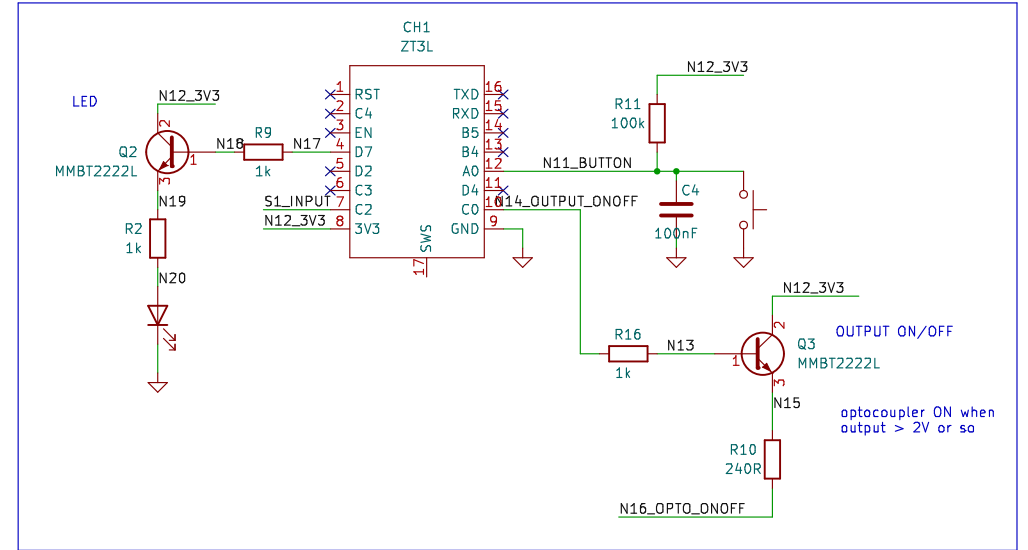 CH1
ZT3L
LED
N12_3V3
2
Q2
MMBT2222L
1
3
N18
R9
1k
N17
N19
R2
1k
N20
S1_INPUT
N12_3V3
1 RST
2 C4
3 EN
4 D7
5 D2
6 C3
7 C2
8 3V3
TXD 16
RXD 15
B5 14
B4 13
A0 12
D4 11
C0 10
GND 9
SWS
17
N12_3V3
R11
100k
N11_BUTTON
C4
100nF
N14_OUTPUT_ONOFF
N12_3V3
2
OUTPUT ON/OFF
R16
1k
N13
1
Q3
MMBT2222L
3
N15
optocoupler ON when
output > 2V or so
R10
240R
N16_OPTO_ONOFF